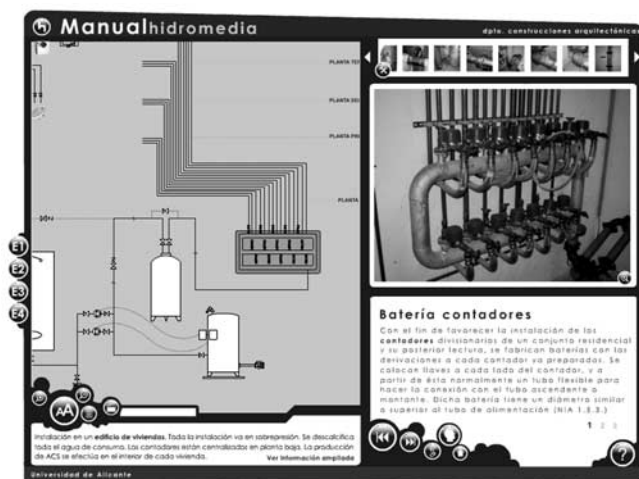 Manualhidromedia
dpto. construcciones arquitectónicas
PLANTA
PLANTA
PLANTA
PLANTA
E1
E2
E3
E4
Batería contadores
Con el fin de favorecer la instalación de los
contadores divisionarios de un conjunto residencial
y su posterior lectura, se fabrican baterías con las
derivaciones a cada contador ya preparadas. Se
colocan llaves a cada lado del contador, y a
partir de ésta normalmente un tubo flexible para
hacer la conexión con el tubo ascendente o
montante. Dicha batería tiene un diámetro similar
o superior al tubo de alimentación (NIA 1.5.3.)
1 2 3
AA
Instalación en un edificio de viviendas. Toda la instalación va en sobrepresión. Se descalcifica
toda el agua de consumo. Los contadores están centralizados en planta baja. La producción
de ACS se efectúa en el interior de cada vivienda.
Ver información ampliada
?
Universidad de Alicante